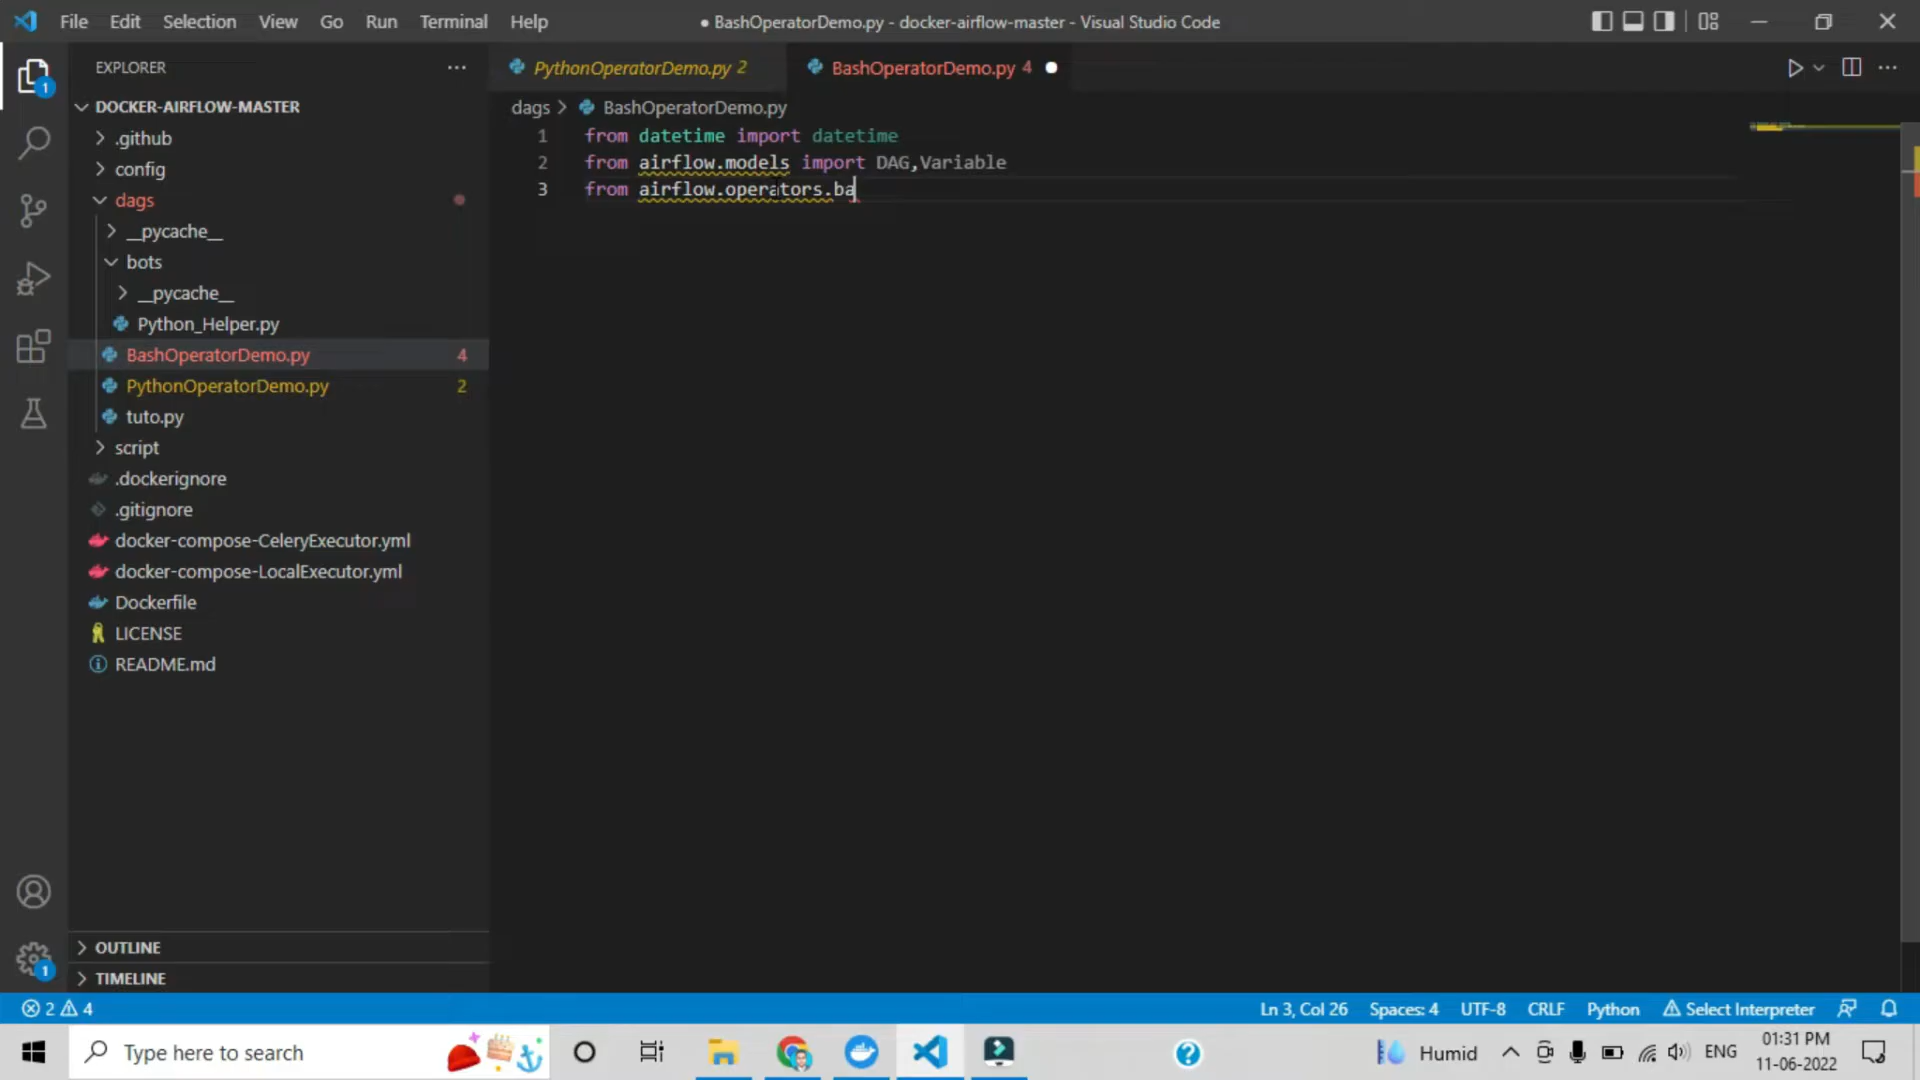 File Edit Selection View Go Run Terminal Help
● BashOperatorDemo.py - docker-airflow-master - Visual Studio Code
EXPLORER
PythonOperatorDemo.py 2
BashOperatorDemo.py 4
1
DOCKER-AIRFLOW-MASTER
dags > BashOperatorDemo.py
.github
config
dags
__pycache__
bots
__pycache__
Python_Helper.py
BashOperatorDemo.py 4
PythonOperatorDemo.py 2
tuto.py
script
.dockerignore
.gitignore
docker-compose-CeleryExecutor.yml
docker-compose-LocalExecutor.yml
Dockerfile
LICENSE
README.md
1 from datetime import datetime
2 from airflow.models import DAG,Variable
3 from airflow.operators.ba
OUTLINE
TIMELINE
1
2 4
Ln 3, Col 26 Spaces: 4 UTF-8 CRLF Python Select Interpreter
Type here to search
Humid
ENG
01:31 PM
11-06-2022